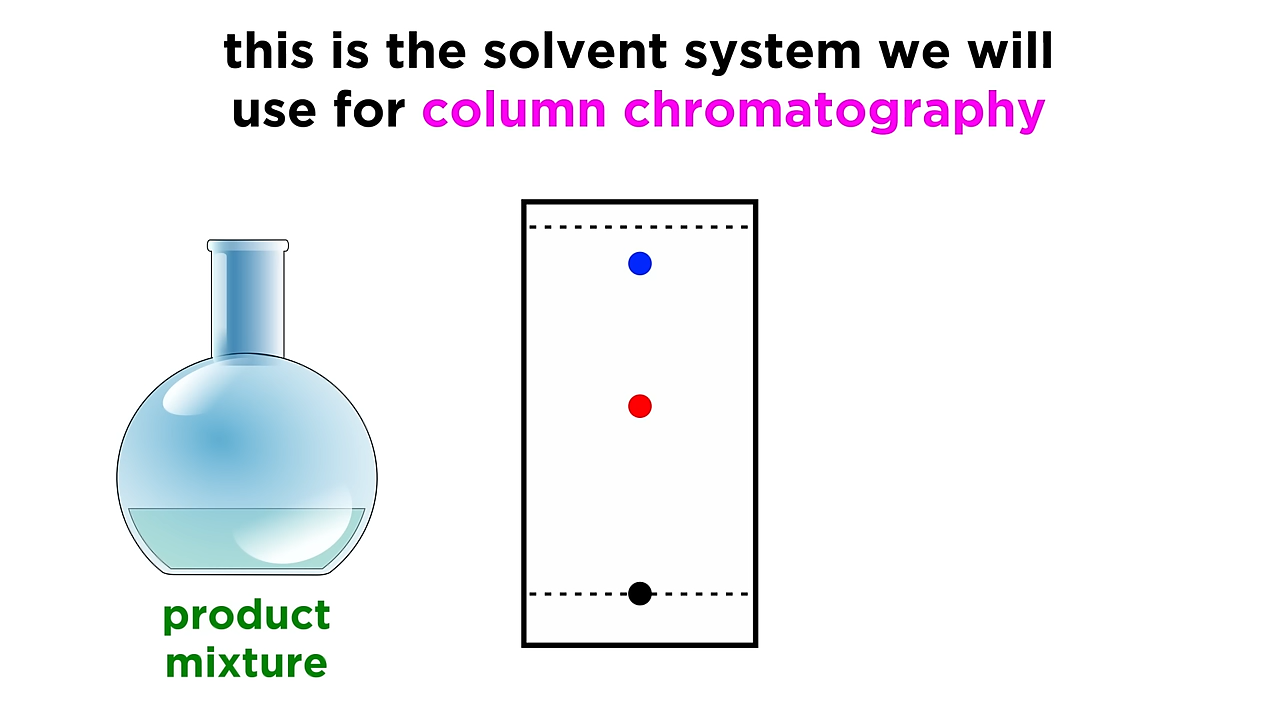 this is the solvent system we will
use for column chromatography
product
mixture